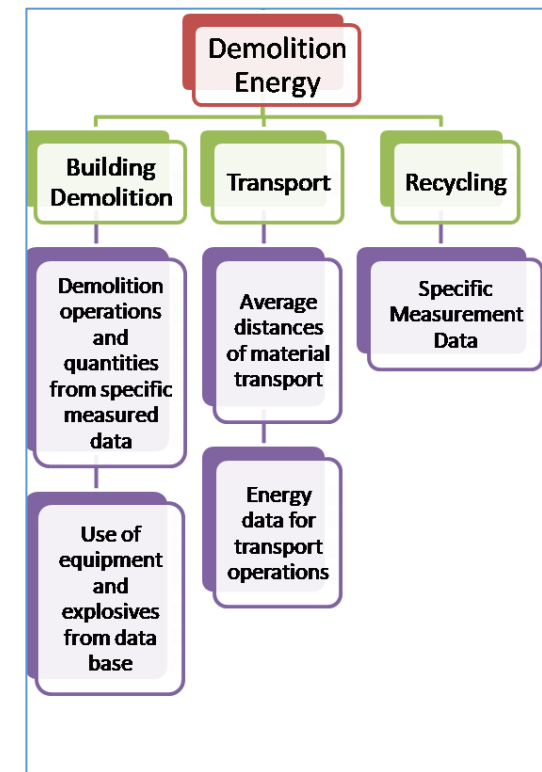 Demolition
Energy
Building
Demolition
Transport
Recycling
Demolition
operations
and
quantities
from specific
measured
data
Average
distances
of material
transport
Specific
Measurement
Data
Use of
equipment
and
explosives
from data
base
Energy
data for
transport
operations